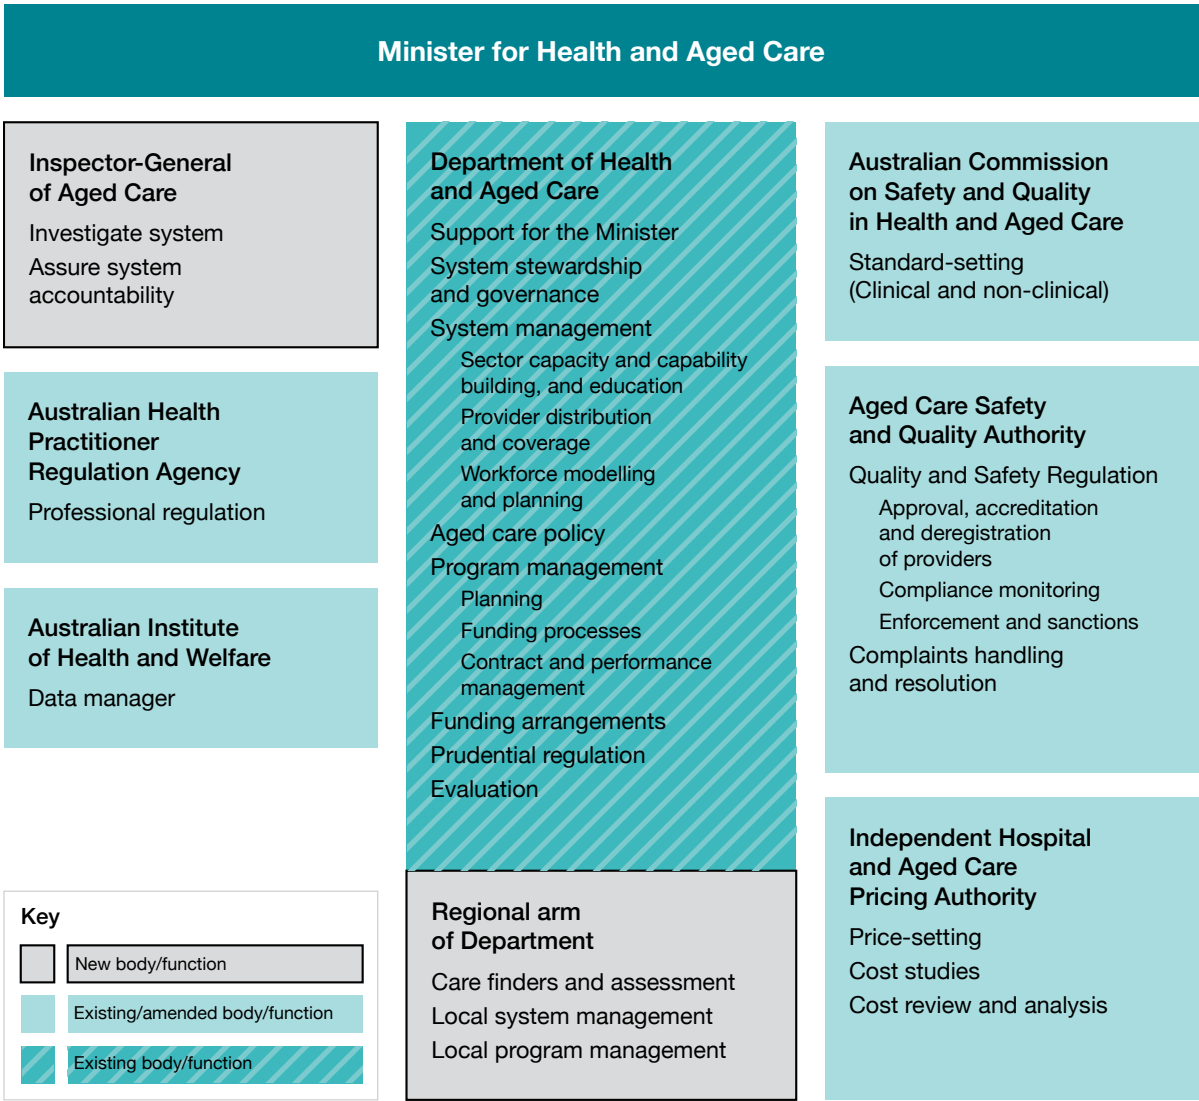 Minister for Health and Aged Care
Inspector-General
of Aged Care
Investigate system
Assure system
accountability
Australian Health
Practitioner
Regulation Agency
Professional regulation
Australian Institute
of Health and Welfare
Data manager
Department of Health
and Aged Care
Support for the Minister
System stewardship
and governance
System management
Sector capacity and capability
building, and education
Provider distribution
and coverage
Workforce modelling
and planning
Aged care policy
Program management
Planning
Funding processes
Contract and performance
management
Funding arrangements
Prudential regulation
Evaluation
Regional arm
of Department
Care finders and assessment
Local system management
Local program management
Australian Commission
on Safety and Quality
in Health and Aged Care
Standard-setting
(Clinical and non-clinical)
Aged Care Safety
and Quality Authority
Quality and Safety Regulation
Approval, accreditation
and deregistration
of providers
Compliance monitoring
Enforcement and sanctions
Complaints handling
and resolution
Independent Hospital
and Aged Care
Pricing Authority
Price-setting
Cost studies
Cost review and analysis
Key
New body/function
Existing/amended body/function
Existing body/function